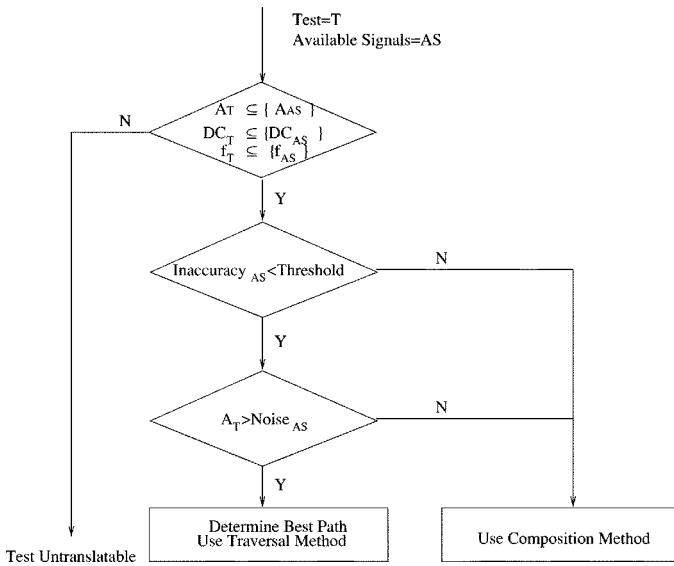 Test=T
Available Signals=AS
A_T ⊆ { A_AS }
N
DC_T ⊆ {DC_AS }
f_T ⊆ {f_AS}
Y
Inaccuracy_AS<Threshold
N
Y
A_T>Noise_AS
N
Y
Determine Best Path
Use Traversal Method
Use Composition Method
Test Untranslatable